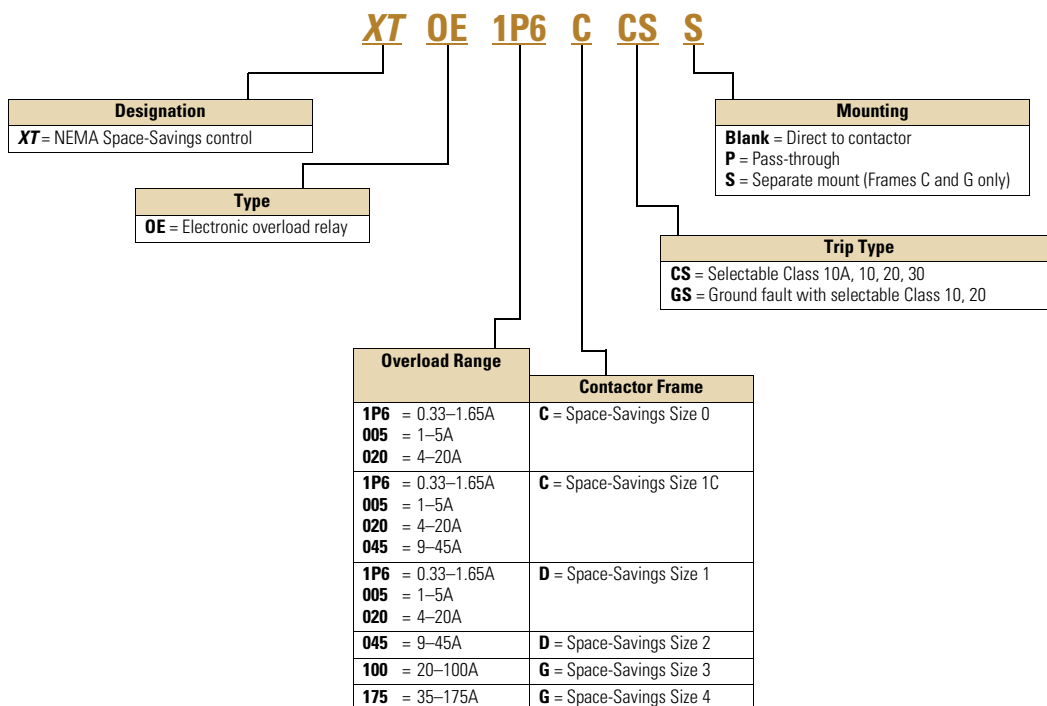 XT OE 1P6 C CS S
Designation
XT = NEMA Space-Savings control
Type
OE = Electronic overload relay
Mounting
Blank = Direct to contactor
P = Pass-through
S = Separate mount (Frames C and G only)
Trip Type
CS = Selectable Class 10A, 10, 20, 30
GS = Ground fault with selectable Class 10, 20
Overload Range
Contactor Frame
1P6 = 0.33–1.65A C = Space-Savings Size 0
005 = 1–5A
020 = 4–20A
1P6 = 0.33–1.65A C = Space-Savings Size 1C
005 = 1–5A
020 = 4–20A
045 = 9–45A
1P6 = 0.33–1.65A D = Space-Savings Size 1
005 = 1–5A
020 = 4–20A
045 = 9–45A D = Space-Savings Size 2
100 = 20–100A G = Space-Savings Size 3
175 = 35–175A G = Space-Savings Size 4